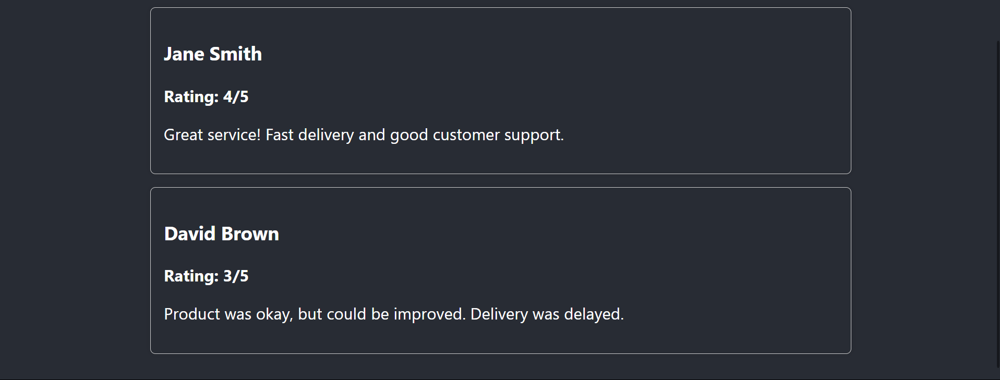 Jane Smith
Rating: 4/5
Great service! Fast delivery and good customer support.
David Brown
Rating: 3/5
Product was okay, but could be improved. Delivery was delayed.